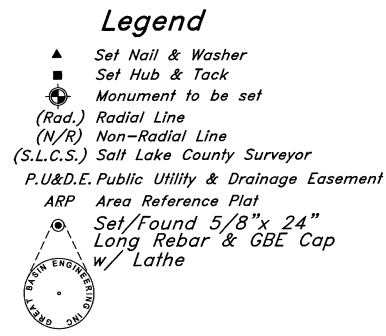 Legend
Set Nail & Washer
Set Hub & Tack
Monument to be set
(Rad.) Radial Line
(N/R) Non-Radial Line
(S.L.C.S.) Salt Lake County Surveyor
P.U&D.E. Public Utility & Drainage Easement
ARP Area Reference Plat
Set/Found 5/8"x 24"
Long Rebar & GBE Cap
w/ Lathe
GREAT BASIN ENGINEERING INC